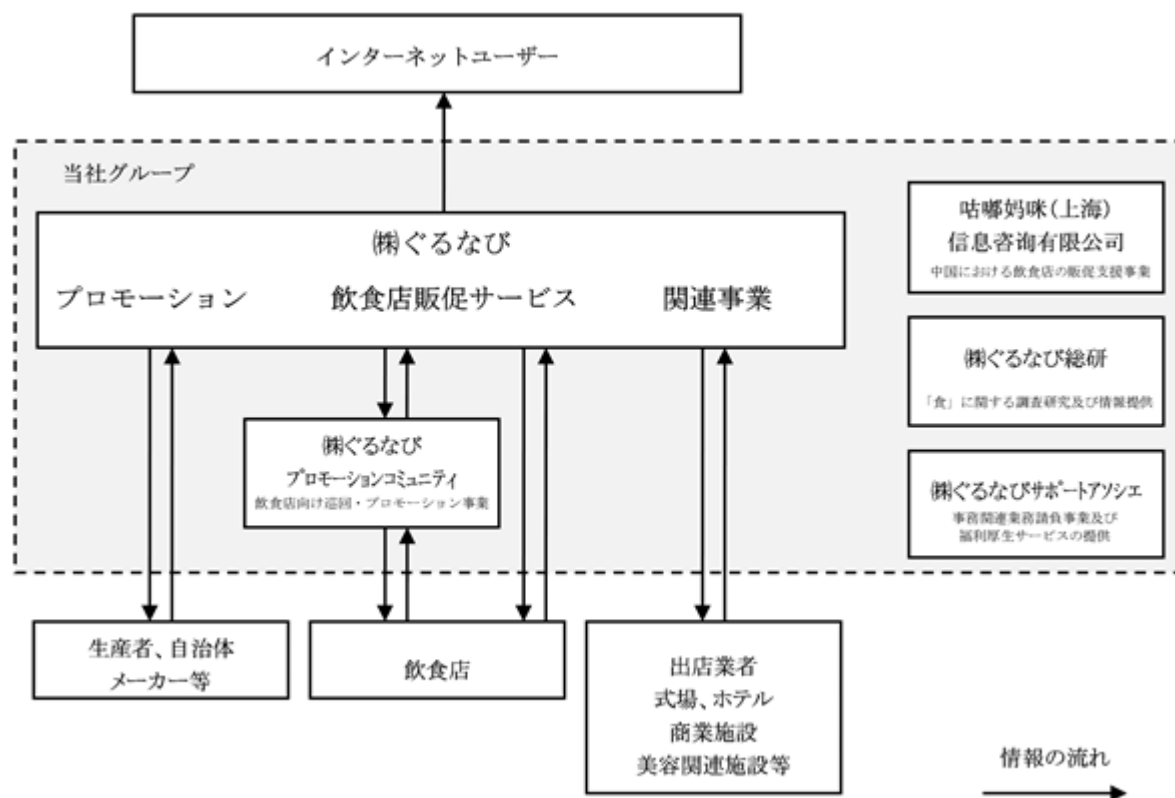 インターネットユーザー
当社グループ
㈱ぐるなび
プロモーション 飲食店販促サービス 関連事業
咕嘟妈咪(上海)
信息咨询有限公司
中国における飲食店の販促支援事業
㈱ぐるなび総研
「食」に関する調査研究及び情報提供
㈱ぐるなび
プロモーションコミュニティ
飲食店向け巡回・プロモーション事業
㈱ぐるなびサポートアソシエ
事務関連業務請負事業及び
福利厚生サービスの提供
生産者、自治体
メーカー等
飲食店
出店業者
式場、ホテル
商業施設
美容関連施設等
情報の流れ